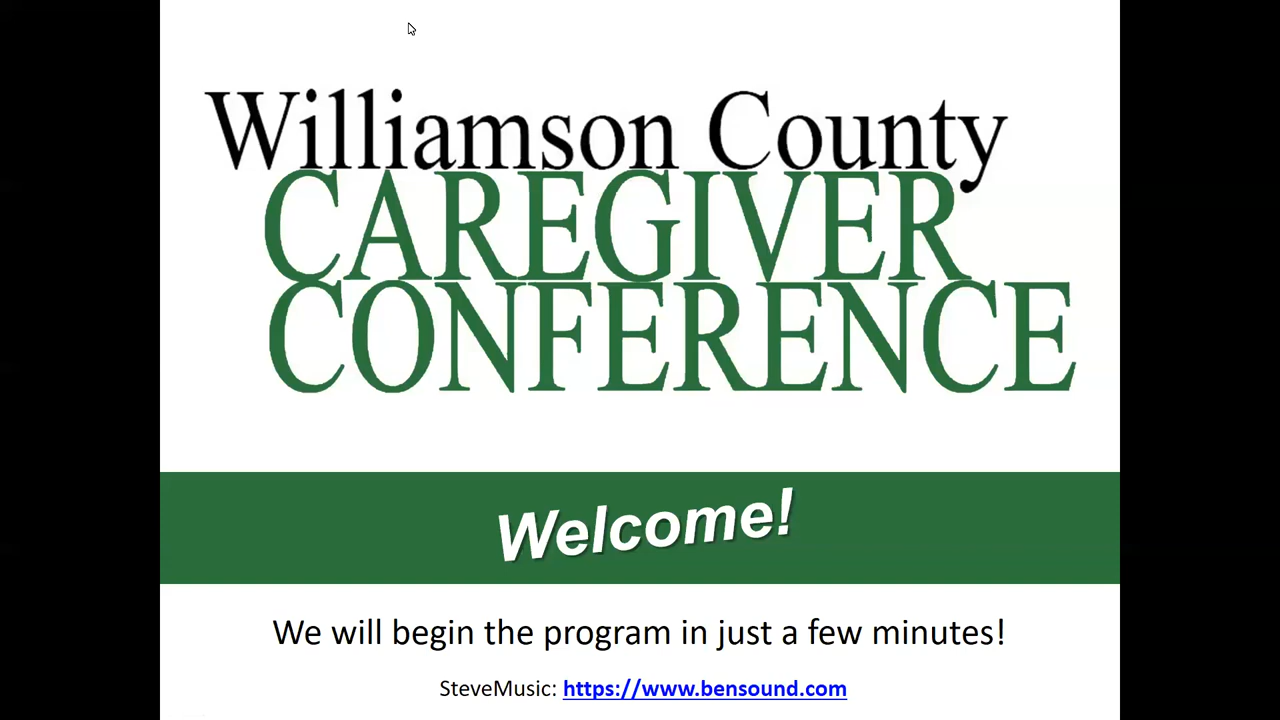 Williamson County
CAREGIVER
CONFERENCE
Welcome!
We will begin the program in just a few minutes!
SteveMusic: https://www.bensound.com